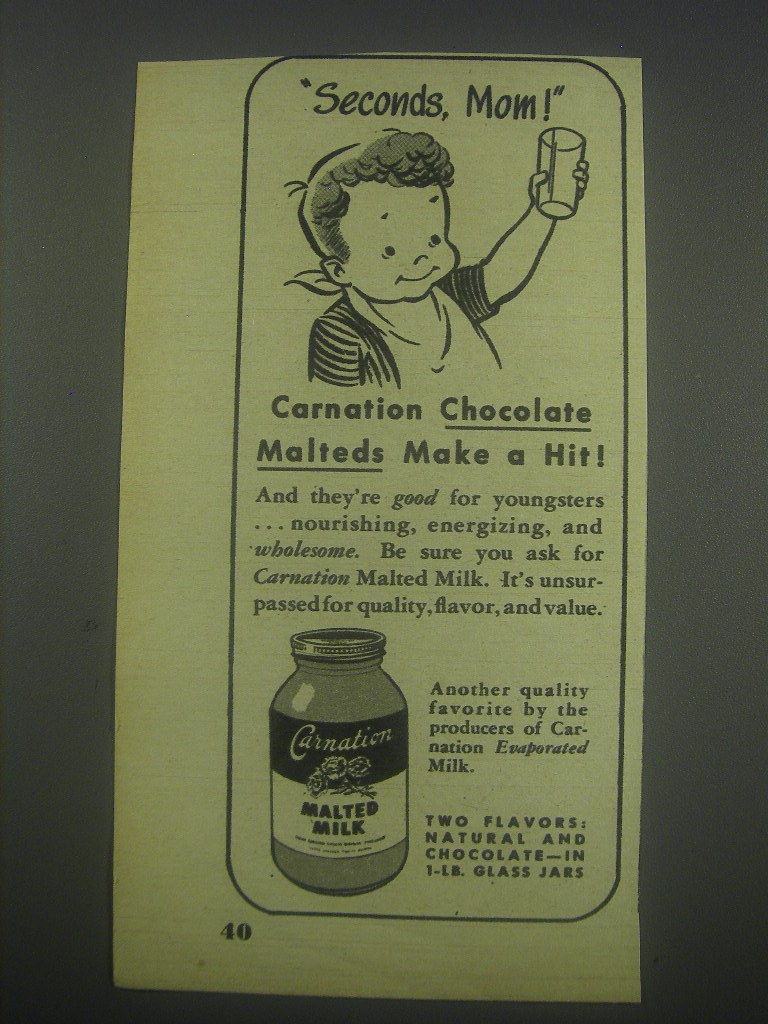 "Seconds, Mom!"
Carnation Chocolate
Malteds Make a Hit!
And they're good for youngsters
... nourishing, energizing, and
wholesome. Be sure you ask for
Carnation Malted Milk. It's unsur-
passed for quality, flavor, and value.
Carnation
MALTED
MILK
Another quality
favorite by the
producers of Car-
nation Evaporated
Milk.
TWO FLAVORS:
NATURAL AND
CHOCOLATE—IN
1-LB. GLASS JARS
40